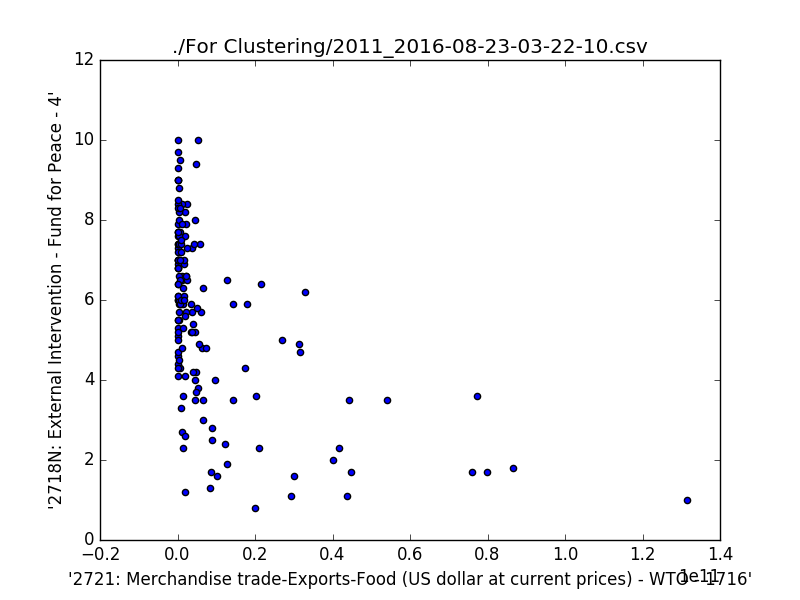 ./For Clustering/2011_2016-08-23-03-22-10.csv
'2718N: External Intervention - Fund for Peace - 4'
12
10
8
6
4
2
0
−0.2 0.0 0.2 0.4 0.6 0.8 1.0 1.2 1.4
1e11
'2721: Merchandise trade-Exports-Food (US dollar at current prices) - WTO - 1716'